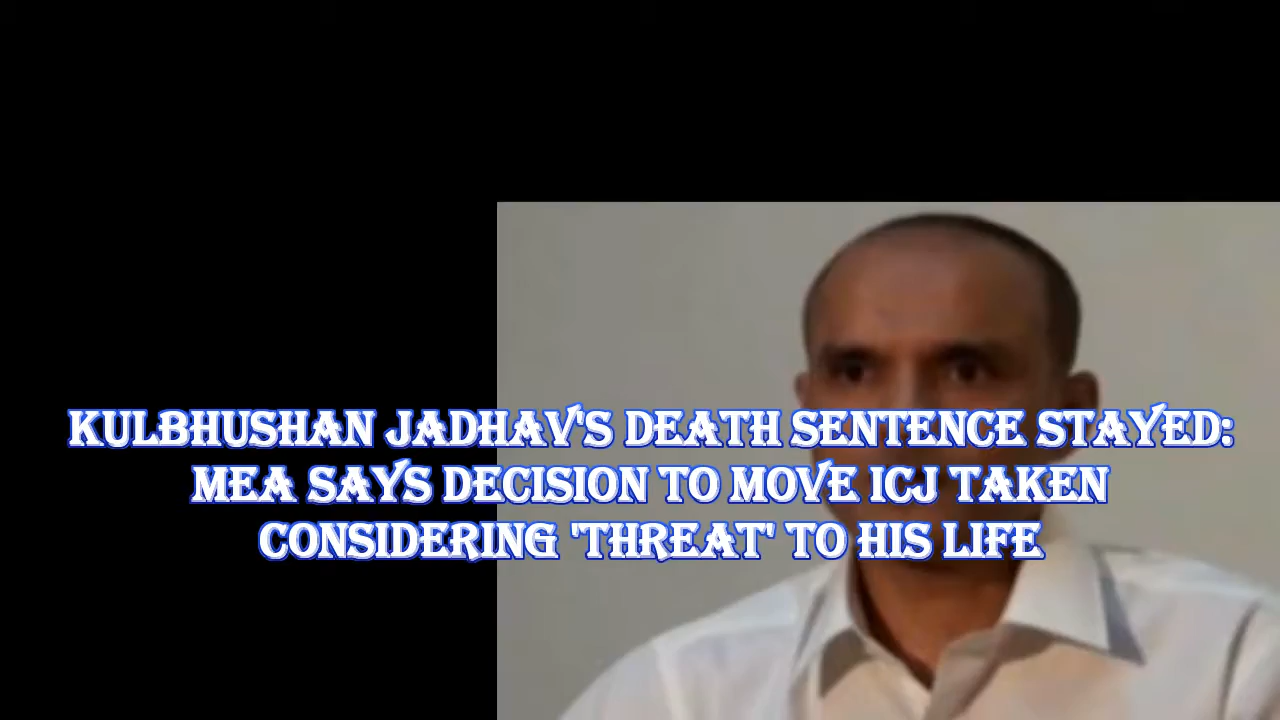 KULBHUSHAN JADHAV'S DEATH SENTENCE STAYED:
MEA SAYS DECISION TO MOVE ICJ TAKEN
CONSIDERING 'THREAT' TO HIS LIFE